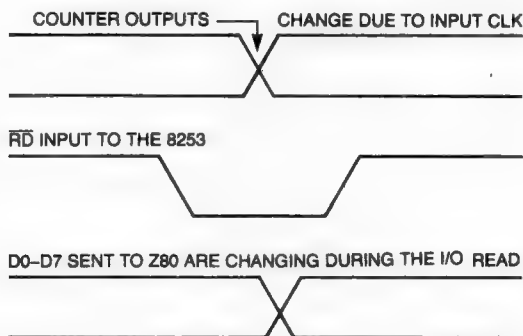 COUNTER OUTPUTS CHANGE DUE TO INPUT CLK
RD INPUT TO THE 8253
D0–D7 SENT TO Z80 ARE CHANGING DURING THE I/O READ